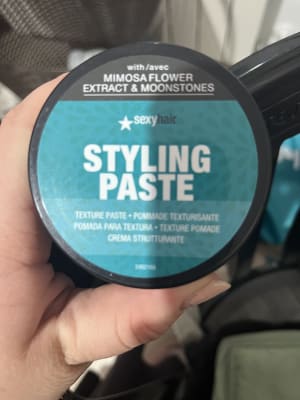 with /avec
MIMOSA FLOWER
EXTRACT & MOONSTONES
sexyhair
STYLING
PASTE
TEXTURE PASTE • POMMADE TEXTURISANTE
POMADA PARA TEXTURA • TEXTURE POMADE
CREMA STRUTTURANTE